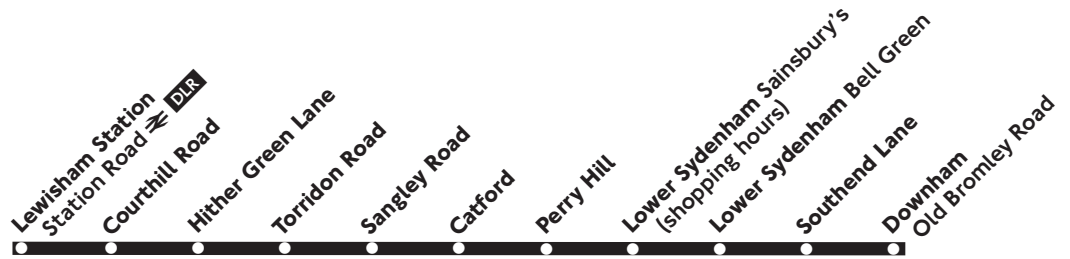 Lewisham Station
Station Road DLR
Courthill Road
Hither Green Lane
Torridon Road
Sangley Road
Catford
Perry Hill
Lower Sydenham Sainsbury's
(shopping hours)
Lower Sydenham Bell Green
Southend Lane
Downham
Old Bromley Road